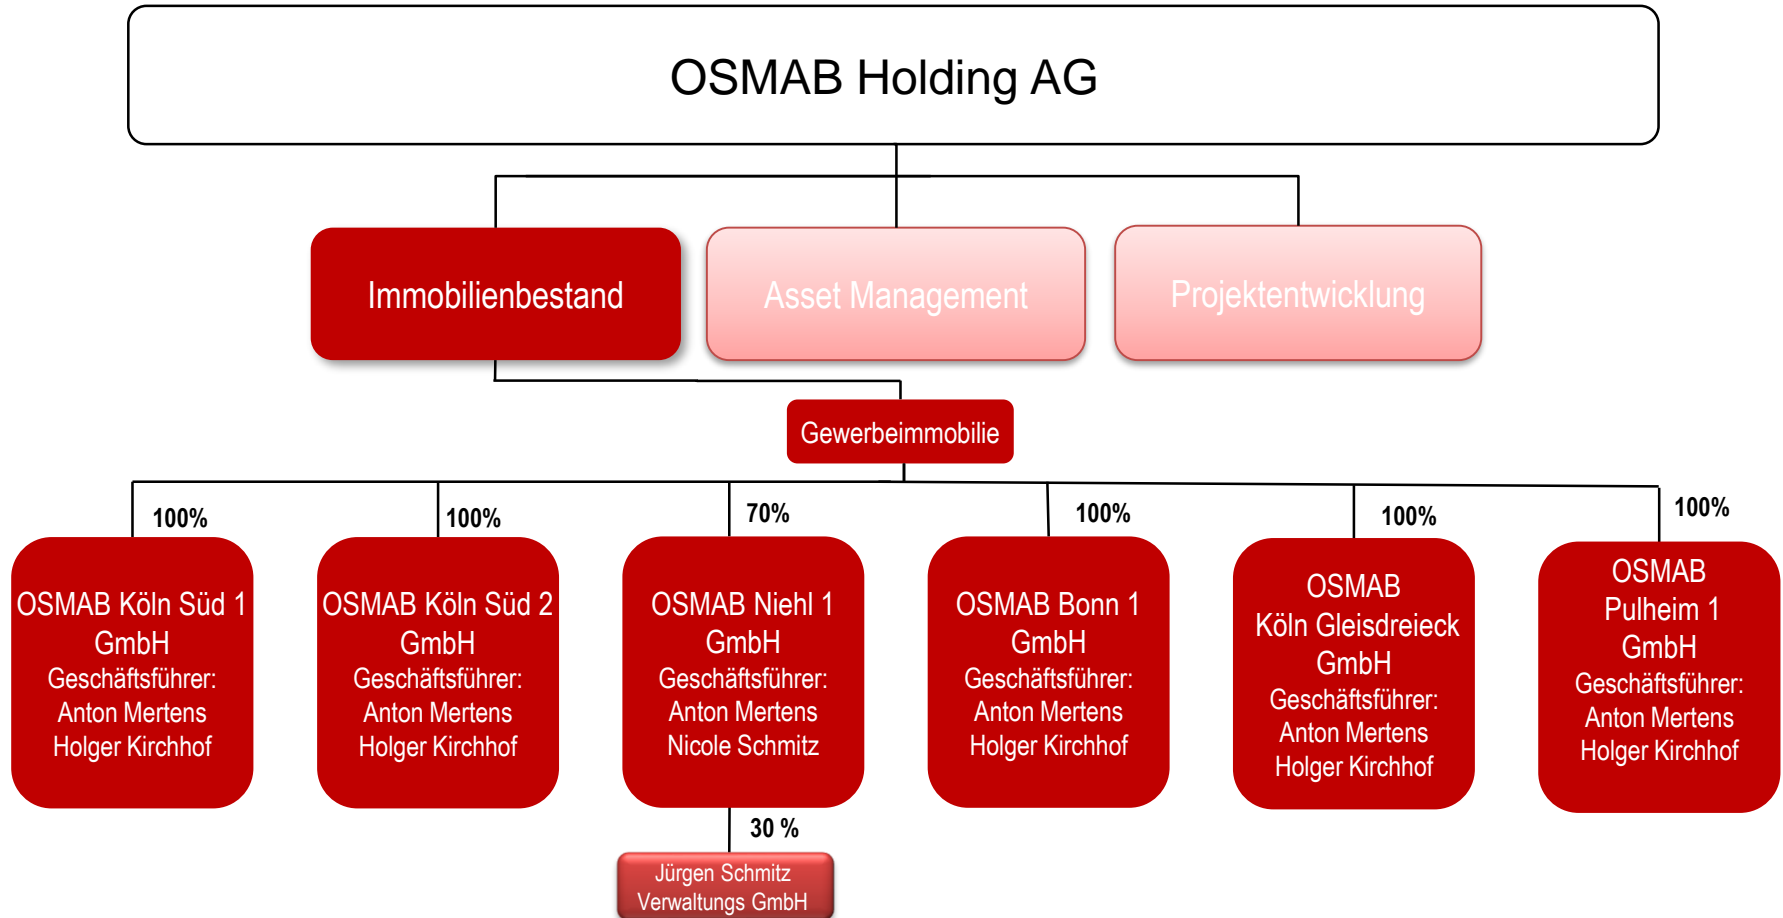 OSMAB Holding AG
Immobilienbestand
Asset Management
Projektentwicklung
Gewerbeimmobilie
100%
100%
70%
100%
100%
100%
OSMAB Köln Süd 1
GmbH
Geschäftsführer:
Anton Mertens
Holger Kirchhof
OSMAB Köln Süd 2
GmbH
Geschäftsführer:
Anton Mertens
Holger Kirchhof
OSMAB Niehl 1
GmbH
Geschäftsführer:
Anton Mertens
Nicole Schmitz
OSMAB Bonn 1
GmbH
Geschäftsführer:
Anton Mertens
Holger Kirchhof
OSMAB
Köln Gleisdreieck
GmbH
Geschäftsführer:
Anton Mertens
Holger Kirchhof
OSMAB
Pulheim 1
GmbH
Geschäftsführer:
Anton Mertens
Holger Kirchhof
30 %
Jürgen Schmitz
Verwaltungs GmbH